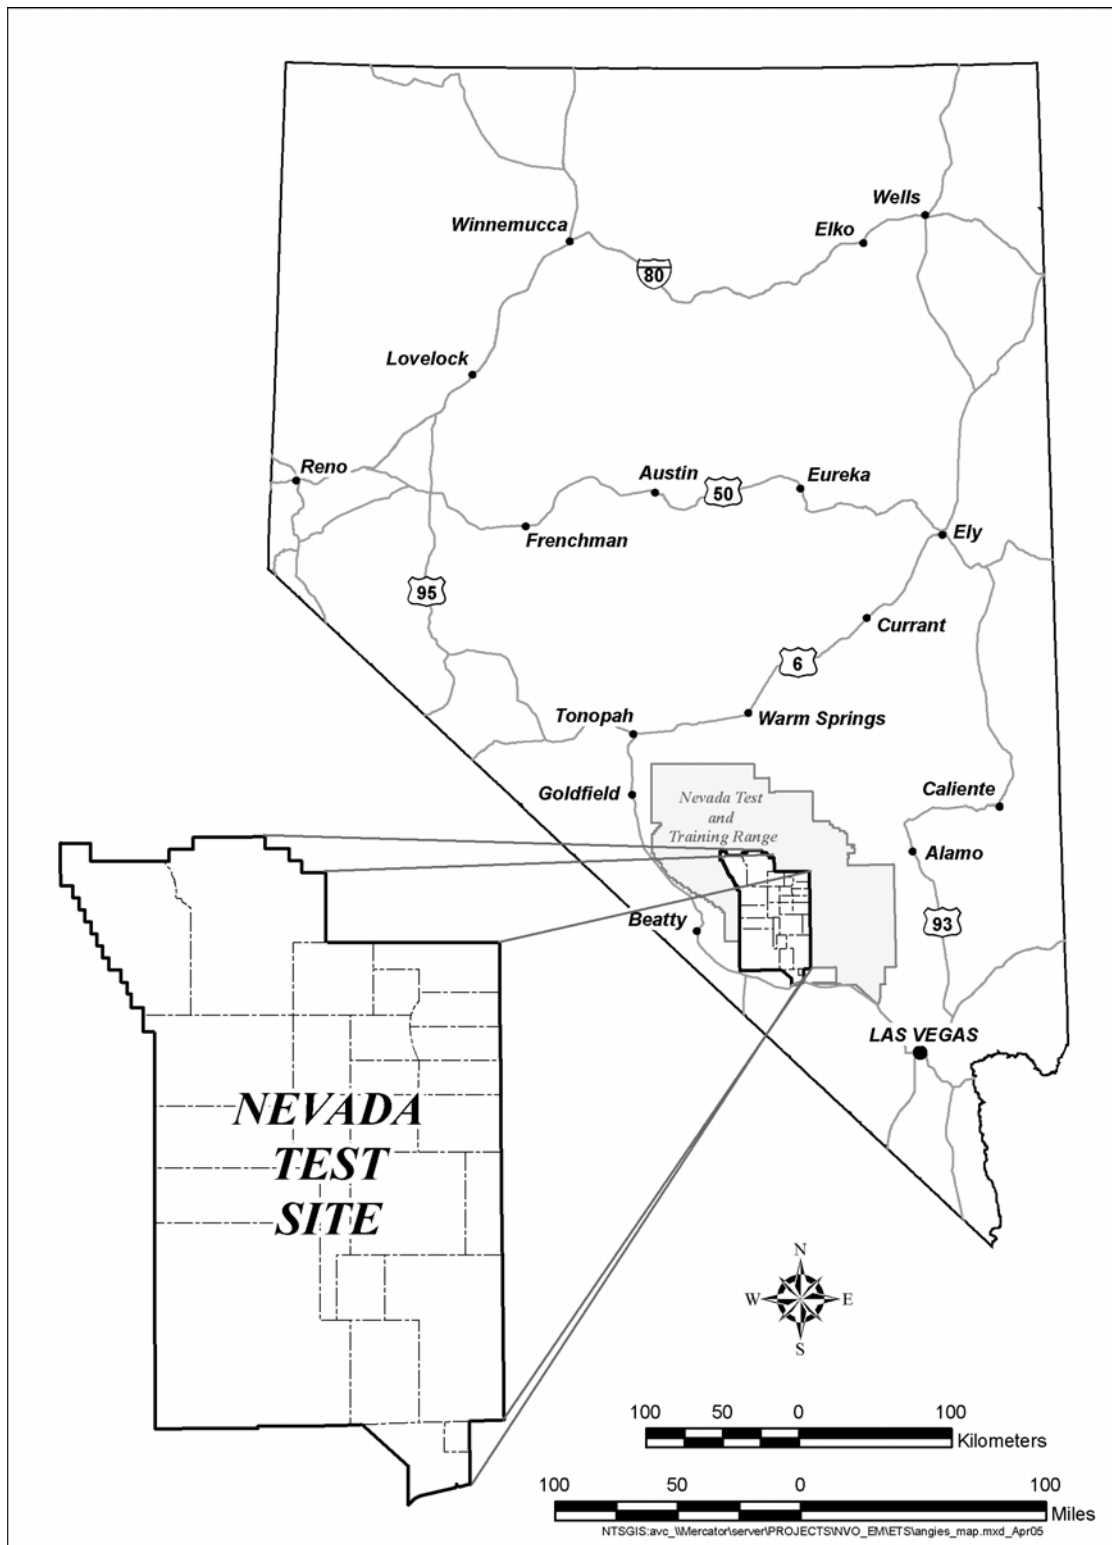 Wells
Winnemucca
Elko
80
Lovelock
Reno
Austin
50
Eureka
Frenchman
Ely
95
Currant
6
Tonopah
Warm Springs
Goldfield
Nevada Test
and
Training Range
Caliente
Alamo
Beatty
93
LAS VEGAS
NEVADA
TEST
SITE
N
W
E
S
100 50 0 100
Kilometers
100 50 0 100
Miles
NTSGIS:avc_\\Mercator\server\PROJECTS\NVO_EM\ETS\angies_map.mxd_Apr05